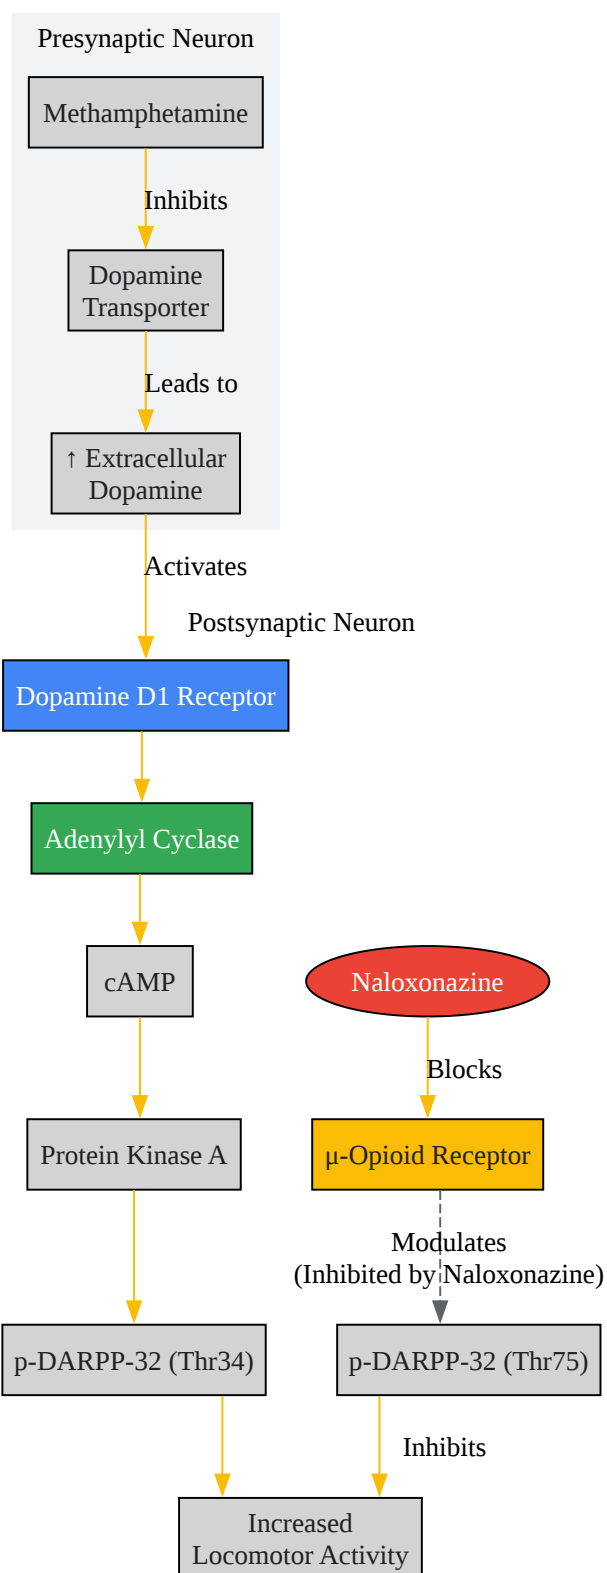 Presynaptic Neuron
Methamphetamine
Inhibits
Dopamine
Transporter
Leads to
↑ Extracellular
Dopamine
Activates
Postsynaptic Neuron
Dopamine D1 Receptor
Adenylyl Cyclase
cAMP
Naloxonazine
Blocks
Protein Kinase A
μ-Opioid Receptor
Modulates
(Inhibited by Naloxonazine)
p-DARPP-32 (Thr34)
p-DARPP-32 (Thr75)
Inhibits
Increased
Locomotor Activity